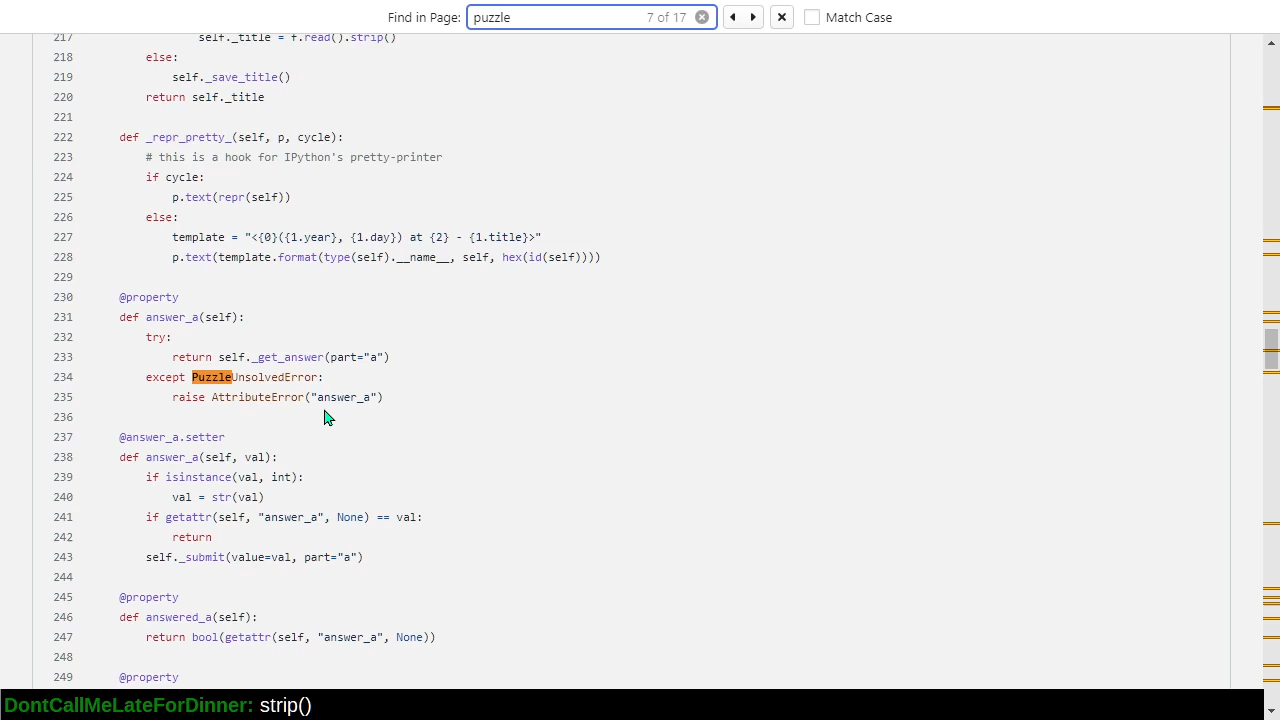 Find in Page: puzzle 7 of 17 Match Case
217 self._title = f.read().strip()
218 else:
219 self._save_title()
220 return self._title
221
222 def _repr_pretty_(self, p, cycle):
223 # this is a hook for IPython's pretty-printer
224 if cycle:
225 p.text(repr(self))
226 else:
227 template = "<{0}({1.year}, {1.day}) at {2} - {1.title}>"
228 p.text(template.format(type(self).__name__, self, hex(id(self))))
229
230 @property
231 def answer_a(self):
232 try:
233 return self._get_answer(part="a")
234 except PuzzleUnsolvedError:
235 raise AttributeError("answer_a")
236
237 @answer_a.setter
238 def answer_a(self, val):
239 if isinstance(val, int):
240 val = str(val)
241 if getattr(self, "answer_a", None) == val:
242 return
243 self._submit(value=val, part="a")
244
245 @property
246 def answered_a(self):
247 return bool(getattr(self, "answer_a", None))
248
249 @property
DontCallMeLateForDinner: strip()